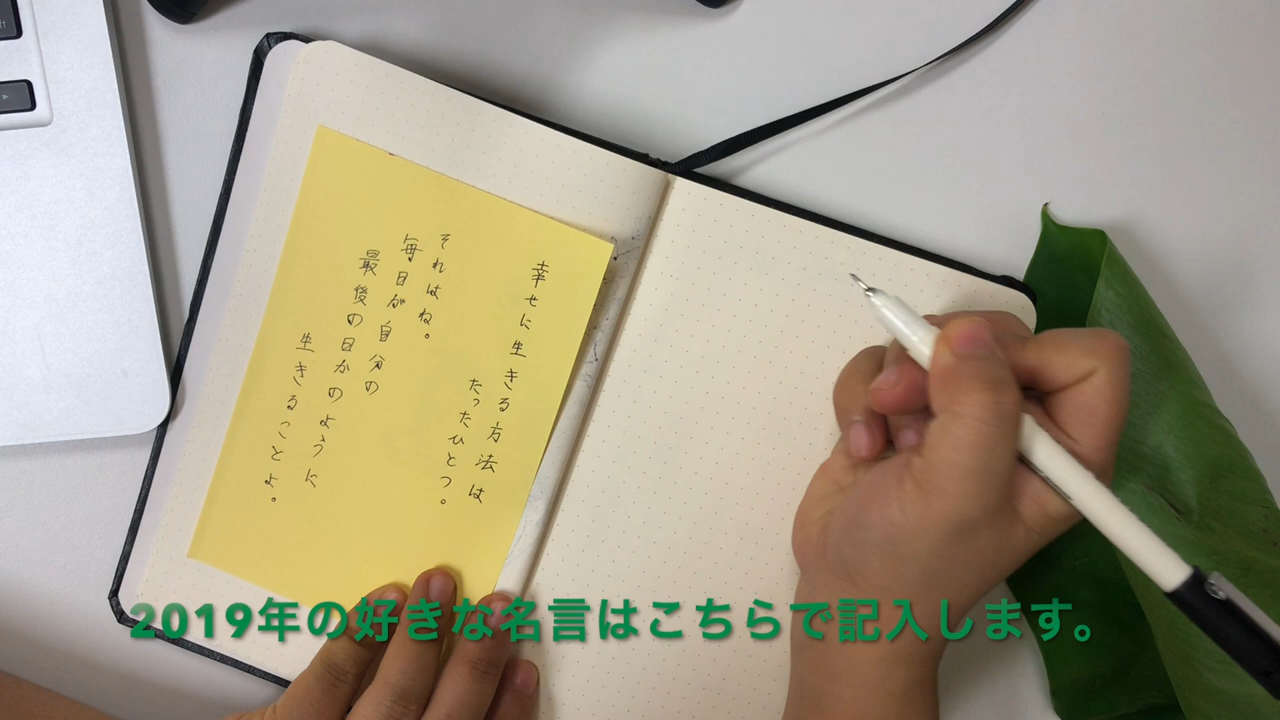 幸せに生きる方法は
たったひとつ。
それはね。
毎日が自分の
最後の日かのように
生きることよ。
2019年の好きな名言はこちらで記入します。